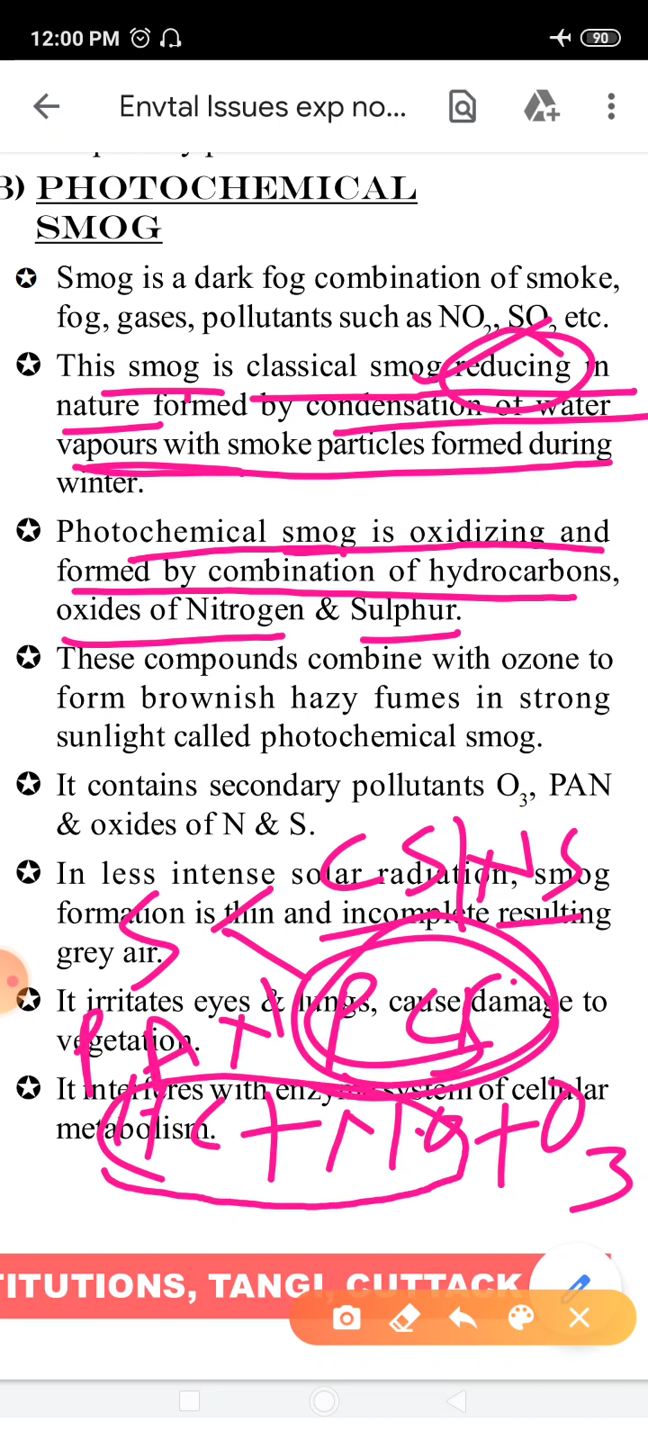 12:00 PM
90
Envtal Issues exp no...
B) PHOTOCHEMICAL
SMOG
Smog is a dark fog combination of smoke,
fog, gases, pollutants such as NO₂, SO₂ etc.
This smog is classical smog reducing in
nature formed by condensation of water
vapours with smoke particles formed during
winter.
Photochemical smog is oxidizing and
formed by combination of hydrocarbons,
oxides of Nitrogen & Sulphur.
These compounds combine with ozone to
form brownish hazy fumes in strong
sunlight called photochemical smog.
It contains secondary pollutants O₃, PAN
& oxides of N & S.
CS
In less intense solar radiation, smog
formation is thin and incomplete resulting
grey air.
S
It irritates eyes & lungs, cause damage to
PS
vegetation.
PAN
It interferes with enzyme system of cellular
metabolism.
HC + NO + O3
TITUTIONS, TANGI, CUTTACK